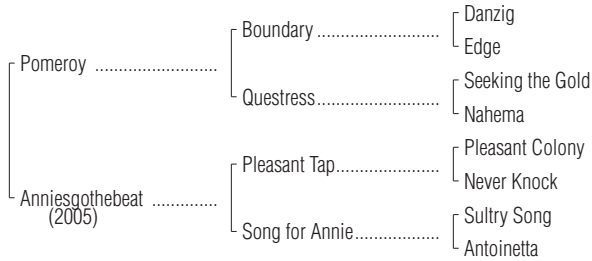 Danzig
Boundary ........................
Edge
Pomeroy ........................
Seeking the Gold
Questress........................
Nahema
Pleasant Colony
Pleasant Tap....................
Never Knock
Anniesgothebeat .............
(2005)
Sultry Song
Song for Annie................
Antoinetta